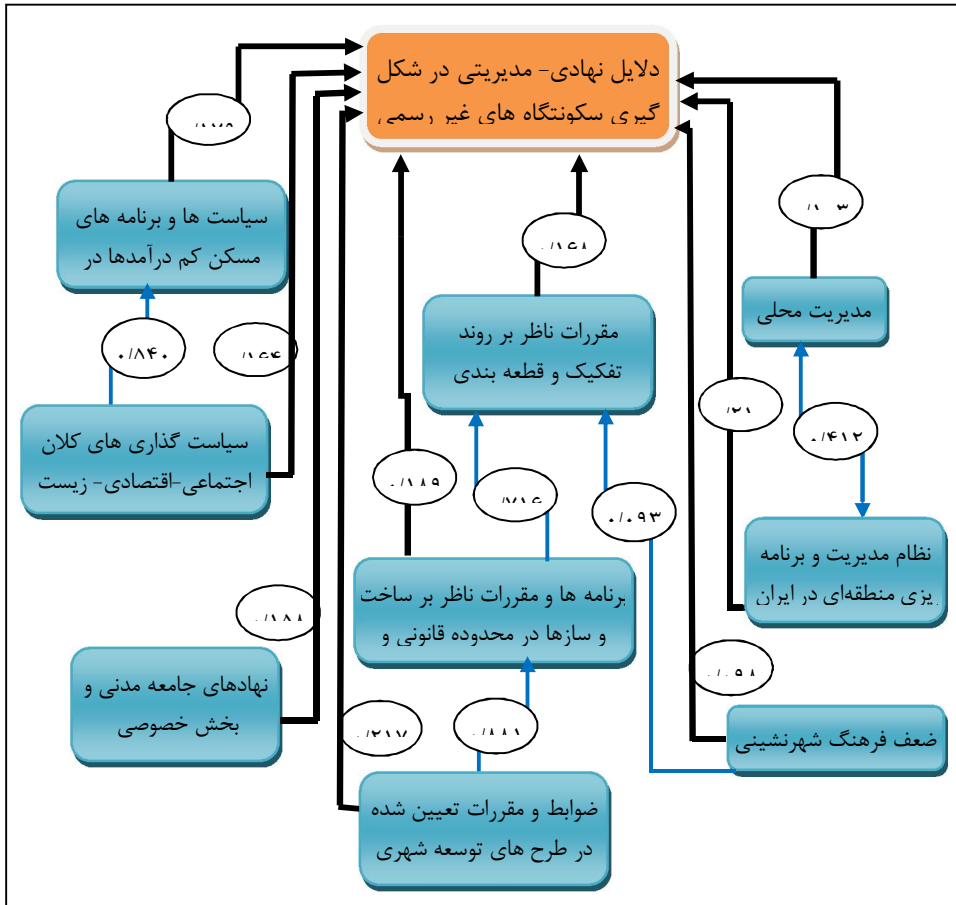 دلایل نهادی- مدیریتی در شکل
گیری سکونتگاه های غیر رسمی
سیاست ها و برنامه های
مسکن کم درآمدها در
مقررات ناظر بر روند
تفکیک و قطعه بندی
مدیریت محلی
۰/۸۴۰
۰/۱۶۴
سیاست گذاری های کلان
اجتماعی-اقتصادی- زیست
۰/۱۸۹
۰/۷۱۶
۰/۰۹۳
۰/۴۱۲
برنامه ها و مقررات ناظر بر ساخت
و سازها در محدوده قانونی و
نظام مدیریت و برنامه
ریزی منطقه‌ای در ایران
۰/۱۵۸
نهادهای جامعه مدنی و
بخش خصوصی
۰/۲۱۷
۰/۸۸۱
۰/۰۹۸
ضعف فرهنگ شهرنشینی
ضوابط و مقررات تعیین شده
در طرح های توسعه شهری